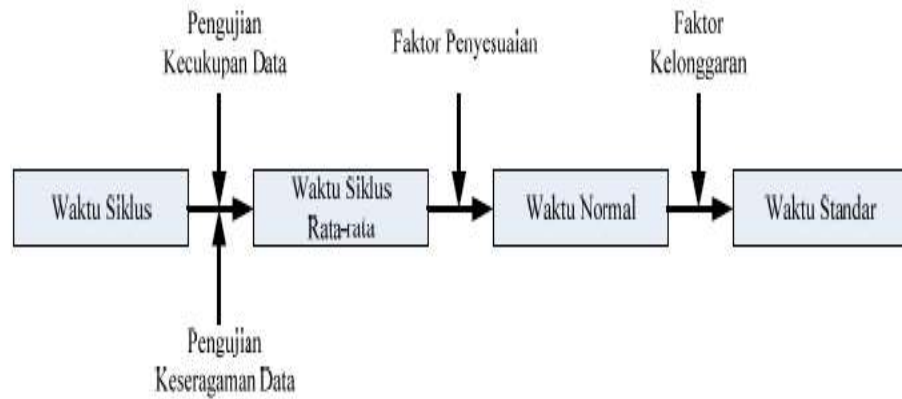 Pengujian
Kecukupan Data
Faktor Penyesuaian
Faktor
Kelonggaran
Waktu Siklus
Waktu Siklus
Rata-rata
Waktu Normal
Waktu Standar
Pengujian
Keseragaman Data